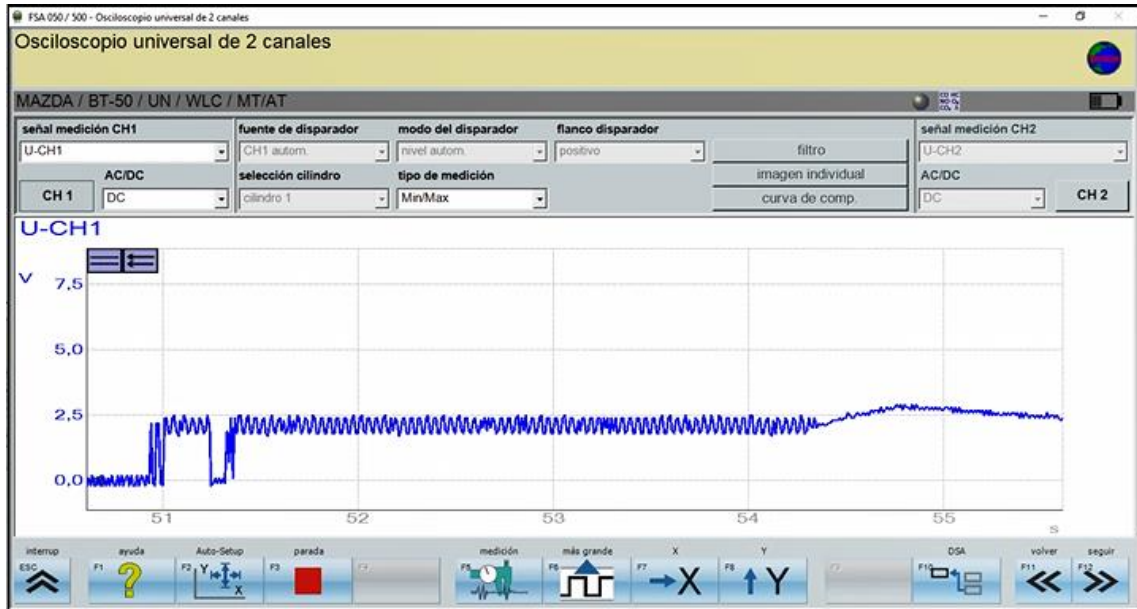 FSA 050 / 500 - Osciloscopio universal de 2 canales
Osciloscopio universal de 2 canales
MAZDA / BT-50 / UN / WLC / MT/AT
señal medición CH1 fuente de disparador modo del disparador flanco disparador señal medición CH2
U-CH1 CH1 autom. nivel autom. positivo filtro U-CH2
AC/DC selección cilindro tipo de medición imagen individual AC/DC
CH 1 DC cilindro 1 Min/Max curva de comp. DC CH 2
U-CH1
V
7,5
5,0
2,5
0,0
51 52 53 54 55
s
interrup ayuda Auto-Setup parada medición más grande X Y DSA volver seguir
ESC F1 ? F2 Y X F3 F5 F6 F7 X F8 Y F10 F11 F12